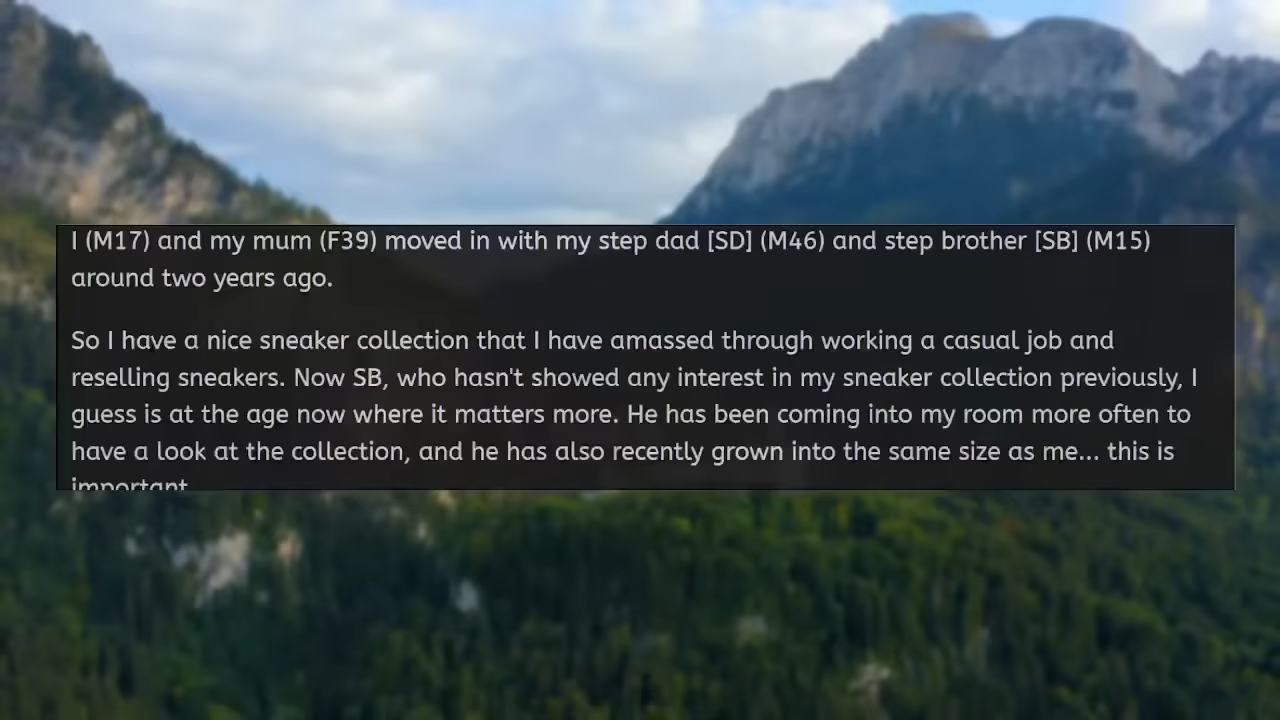 I (M17) and my mum (F39) moved in with my step dad [SD] (M46) and step brother [SB] (M15)
around two years ago.
So I have a nice sneaker collection that I have amassed through working a casual job and
reselling sneakers. Now SB, who hasn't showed any interest in my sneaker collection previously, I
guess is at the age now where it matters more. He has been coming into my room more often to
have a look at the collection, and he has also recently grown into the same size as me... this is
important